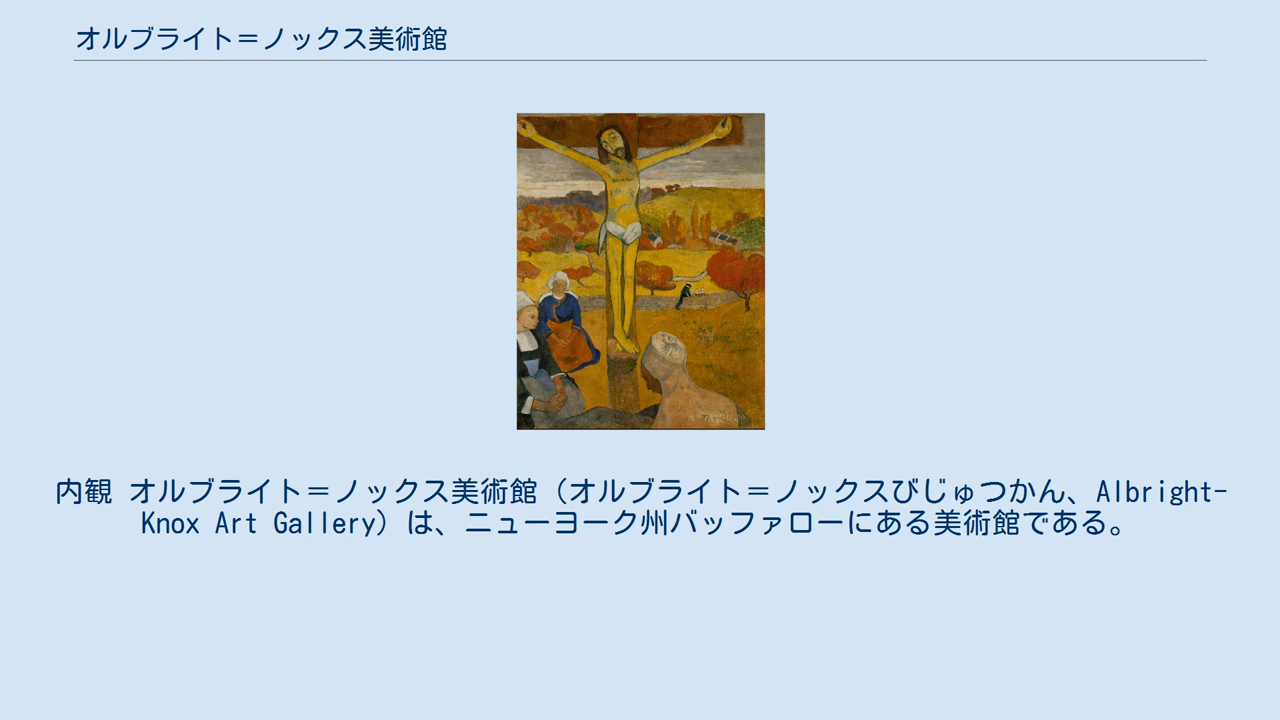 オルブライト＝ノックス美術館
内観 オルブライト＝ノックス美術館（オルブライト＝ノックスびじゅつかん、Albright-
Knox Art Gallery）は、ニューヨーク州バッファローにある美術館である。